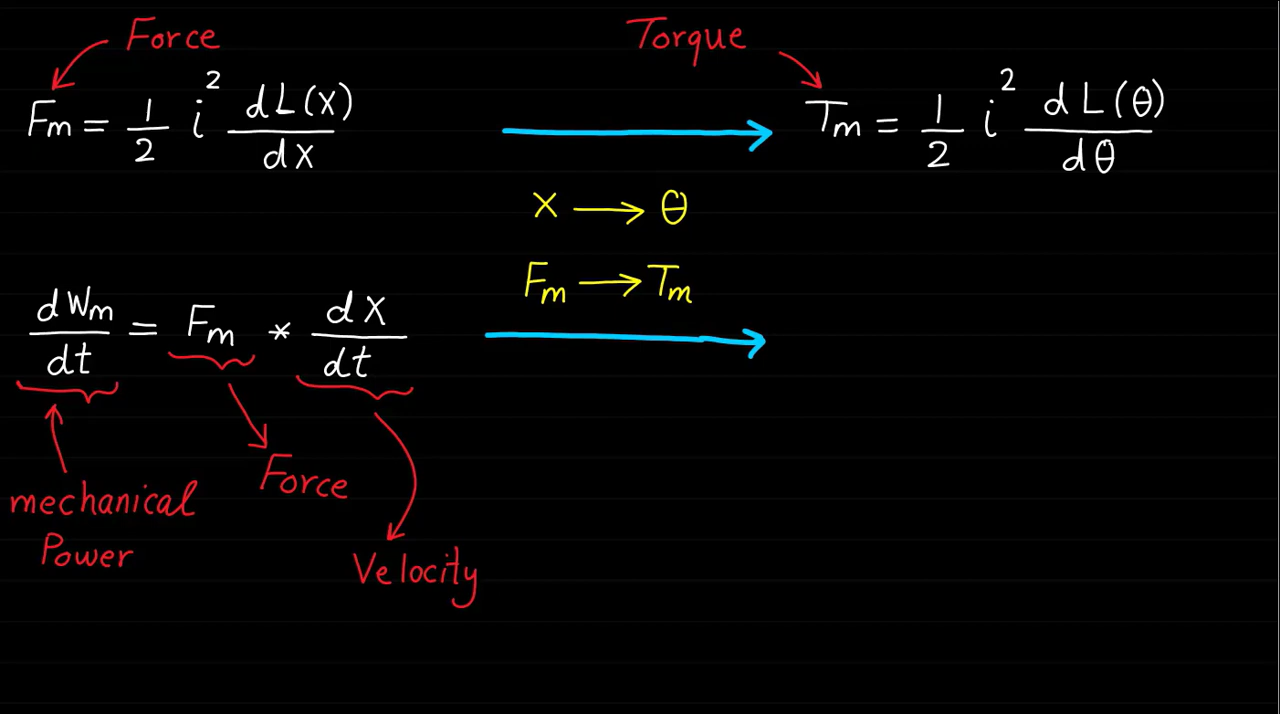 Force
Torque
Fm = 1/2 i² dL(x)/dx
Tm = 1/2 i² dL(θ)/dθ
x → θ
Fm → Tm
dWm/dt = Fm * dx/dt
Force
mechanical Power
Velocity